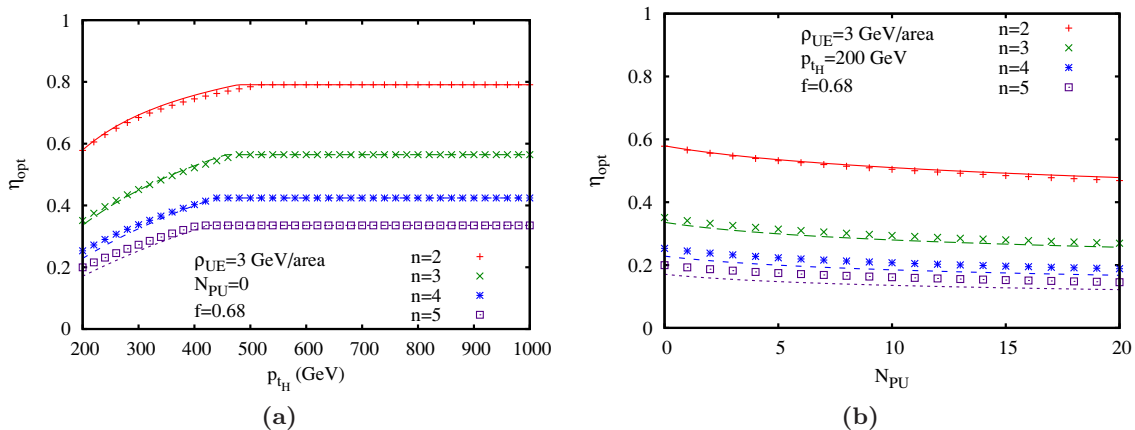 1
0.8
0.6
0.4
0.2
0
η_opt
200 300 400 500 600 700 800 900 1000
p_{t_H} (GeV)
ρ_UE=3 GeV/area
N_PU=0
f=0.68
n=2
n=3
n=4
n=5
(a)
1
0.8
0.6
0.4
0.2
0
η_opt
0 5 10 15 20
N_PU
ρ_UE=3 GeV/area
p_{t_H}=200 GeV
f=0.68
n=2
n=3
n=4
n=5
(b)